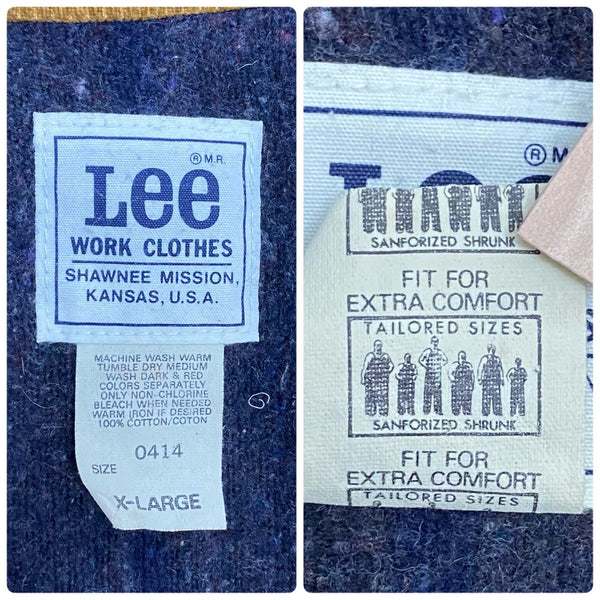 ® M.R.
Lee
WORK CLOTHES
SHAWNEE MISSION,
KANSAS, U.S.A.
MACHINE WASH WARM
TUMBLE DRY MEDIUM
WASH DARK & RED
COLORS SEPARATELY
ONLY NON-CHLORINE
BLEACH WHEN NEEDED
WARM IRON IF DESIRED
100% COTTON/COTON
0414
SIZE
X-LARGE
® M.
SANFORIZED SHRUNK
FIT FOR
EXTRA COMFORT
TAILORED SIZES
SANFORIZED SHRUNK
FIT FOR
EXTRA COMFORT
TAILORED SIZES